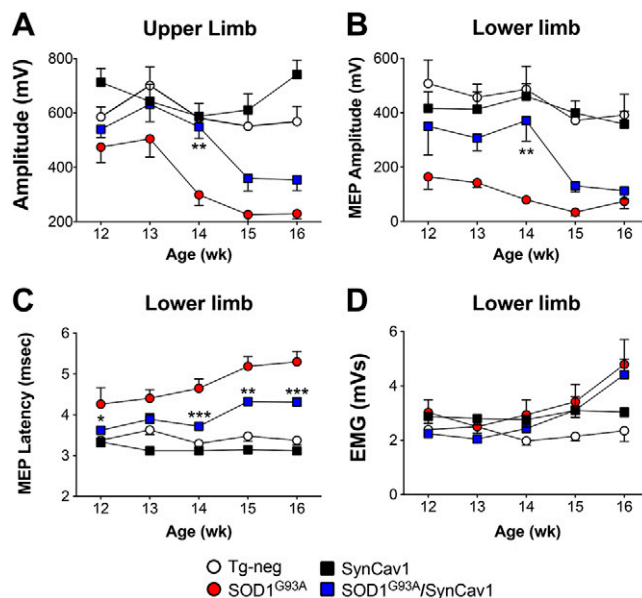 A Upper Limb
Amplitude (mV)
800
600
400
200
**
12 13 14 15 16
Age (wk)
B Lower limb
MEP Amplitude (mV)
600
400
200
0
**
12 13 14 15 16
Age (wk)
C Lower limb
MEP Latency (msec)
6
5
4
3
2
* *** ** ***
12 13 14 15 16
Age (wk)
D Lower limb
EMG (mVs)
6
4
2
0
12 13 14 15 16
Age (wk)
Tg-neg SynCav1
SOD1G93A SOD1G93A/SynCav1